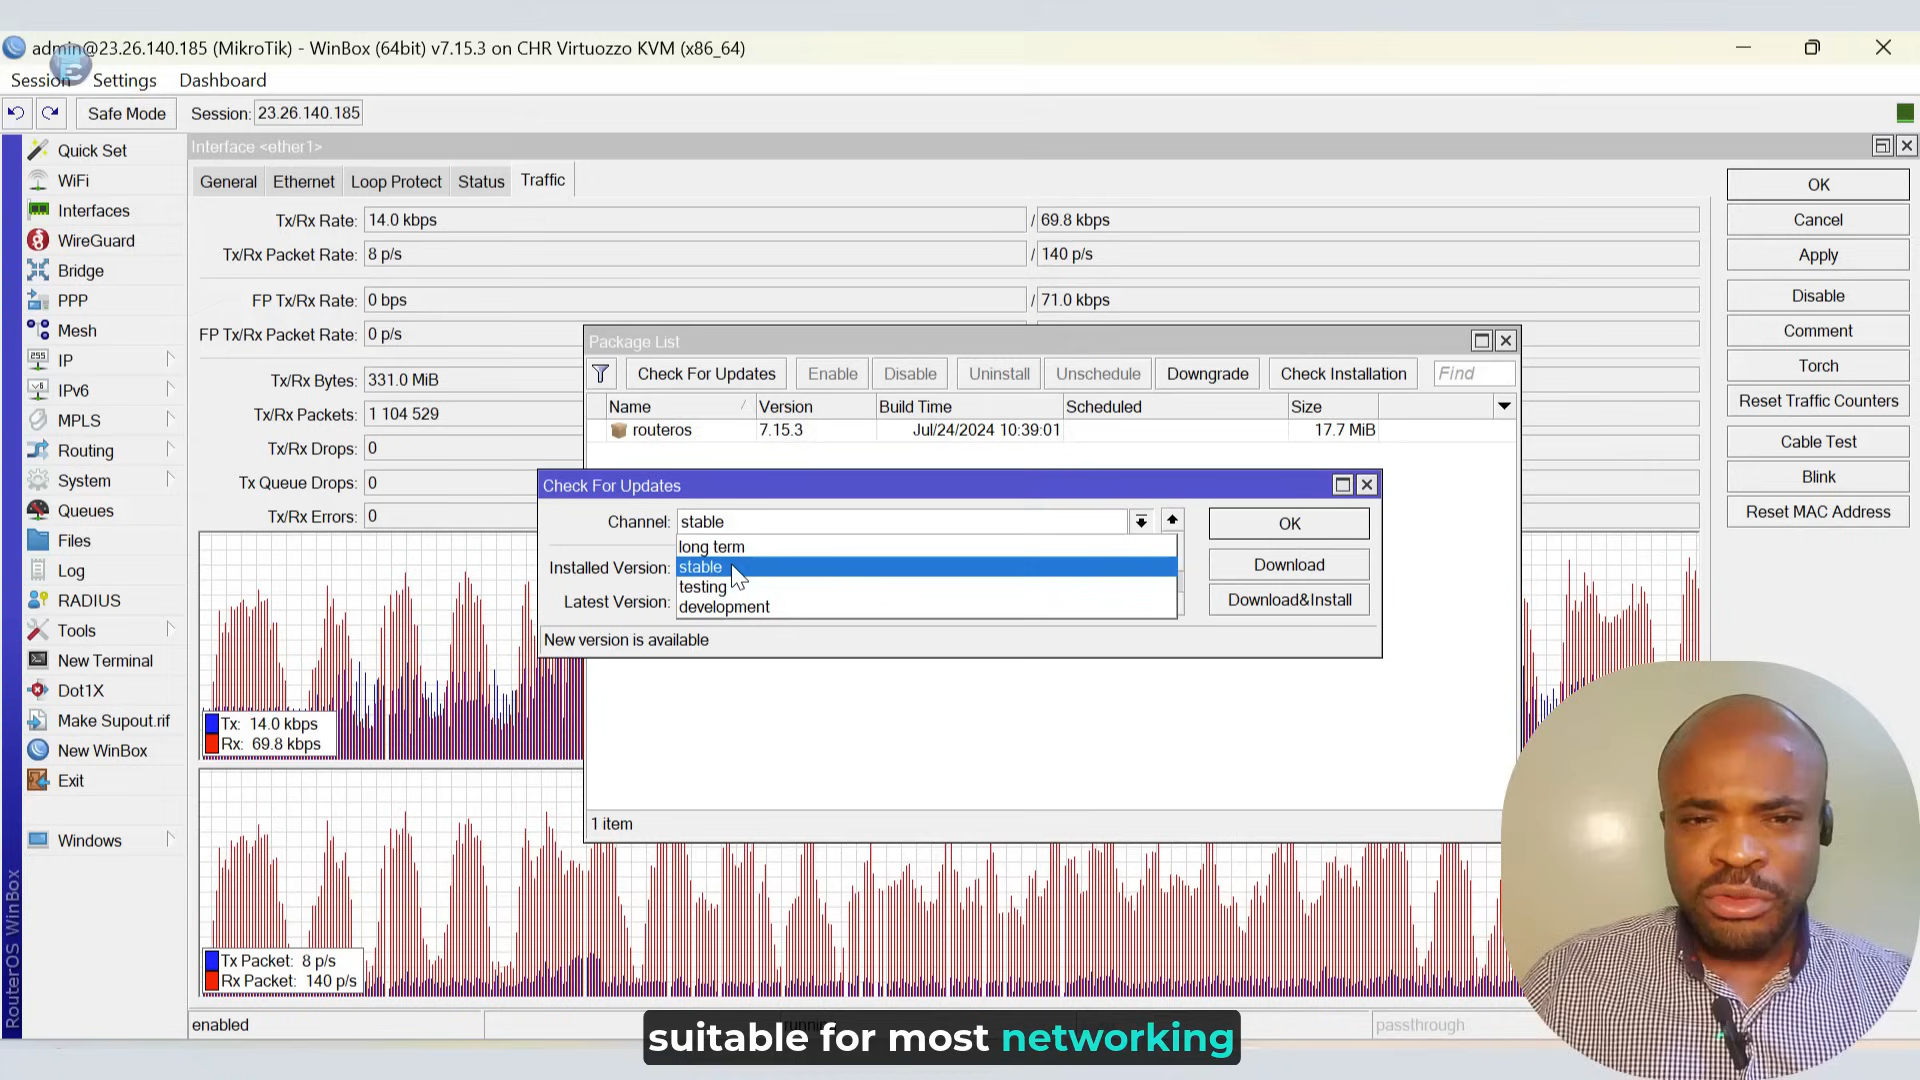 admin@23.26.140.185 (MikroTik) - WinBox (64bit) v7.15.3 on CHR Virtuozzo KVM (x86_64)
Session Settings Dashboard
Safe Mode Session: 23.26.140.185
Quick Set
WiFi
Interfaces
WireGuard
Bridge
PPP
Mesh
IP
IPv6
MPLS
Routing
System
Queues
Files
Log
RADIUS
Tools
New Terminal
Dot1X
Make Supout.rif
New WinBox
Exit
Windows
RouterOS WinBox
Interface <ether1>
General Ethernet Loop Protect Status Traffic
Tx/Rx Rate: 14.0 kbps / 69.8 kbps
Tx/Rx Packet Rate: 8 p/s / 140 p/s
FP Tx/Rx Rate: 0 bps / 71.0 kbps
FP Tx/Rx Packet Rate: 0 p/s
Tx/Rx Bytes: 331.0 MiB
Tx/Rx Packets: 1 104 529
Tx/Rx Drops: 0
Tx Queue Drops: 0
Tx/Rx Errors: 0
Tx: 14.0 kbps
Rx: 69.8 kbps
Tx Packet: 8 p/s
Rx Packet: 140 p/s
OK
Cancel
Apply
Disable
Comment
Torch
Reset Traffic Counters
Cable Test
Blink
Reset MAC Address
Package List
Check For Updates Enable Disable Uninstall Unschedule Downgrade Check Installation Find
Name Version Build Time Scheduled Size
routeros 7.15.3 Jul/24/2024 10:39:01 17.7 MiB
1 item
Check For Updates
Channel: stable
long term
stable
testing
development
Installed Version:
Latest Version:
OK
Download
Download&Install
New version is available
enabled
passthrough
suitable for most networking